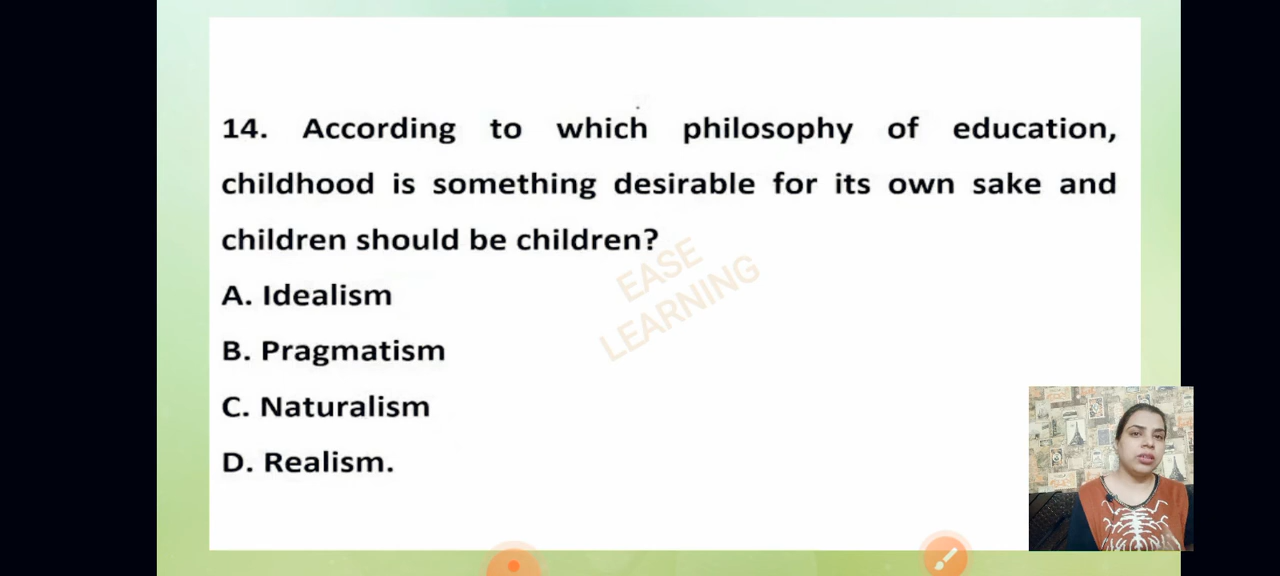 14. According to which philosophy of education,
childhood is something desirable for its own sake and
children should be children?
A. Idealism
B. Pragmatism
C. Naturalism
D. Realism.
EASE
LEARNING